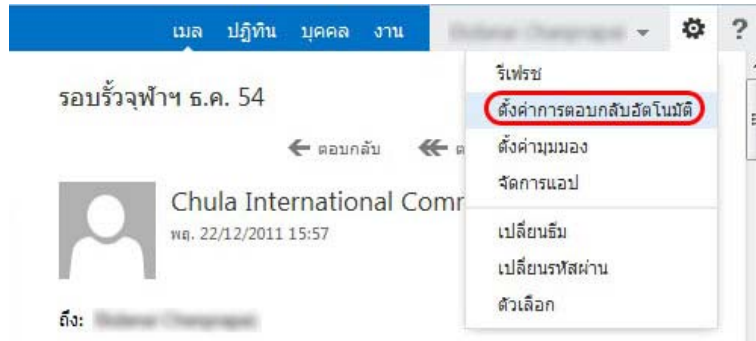 เมล ปฏิทิน บุคคล งาน ?
รอบรั้วจุฬาฯ ธ.ค. 54
ตอบกลับ ต
Chula International Comm
พฤ. 22/12/2011 15:57
ถึง:
รีเฟรช
ตั้งค่าการตอบกลับอัตโนมัติ
ตั้งค่ามุมมอง
จัดการแอป
เปลี่ยนธีม
เปลี่ยนรหัสผ่าน
ตัวเลือก